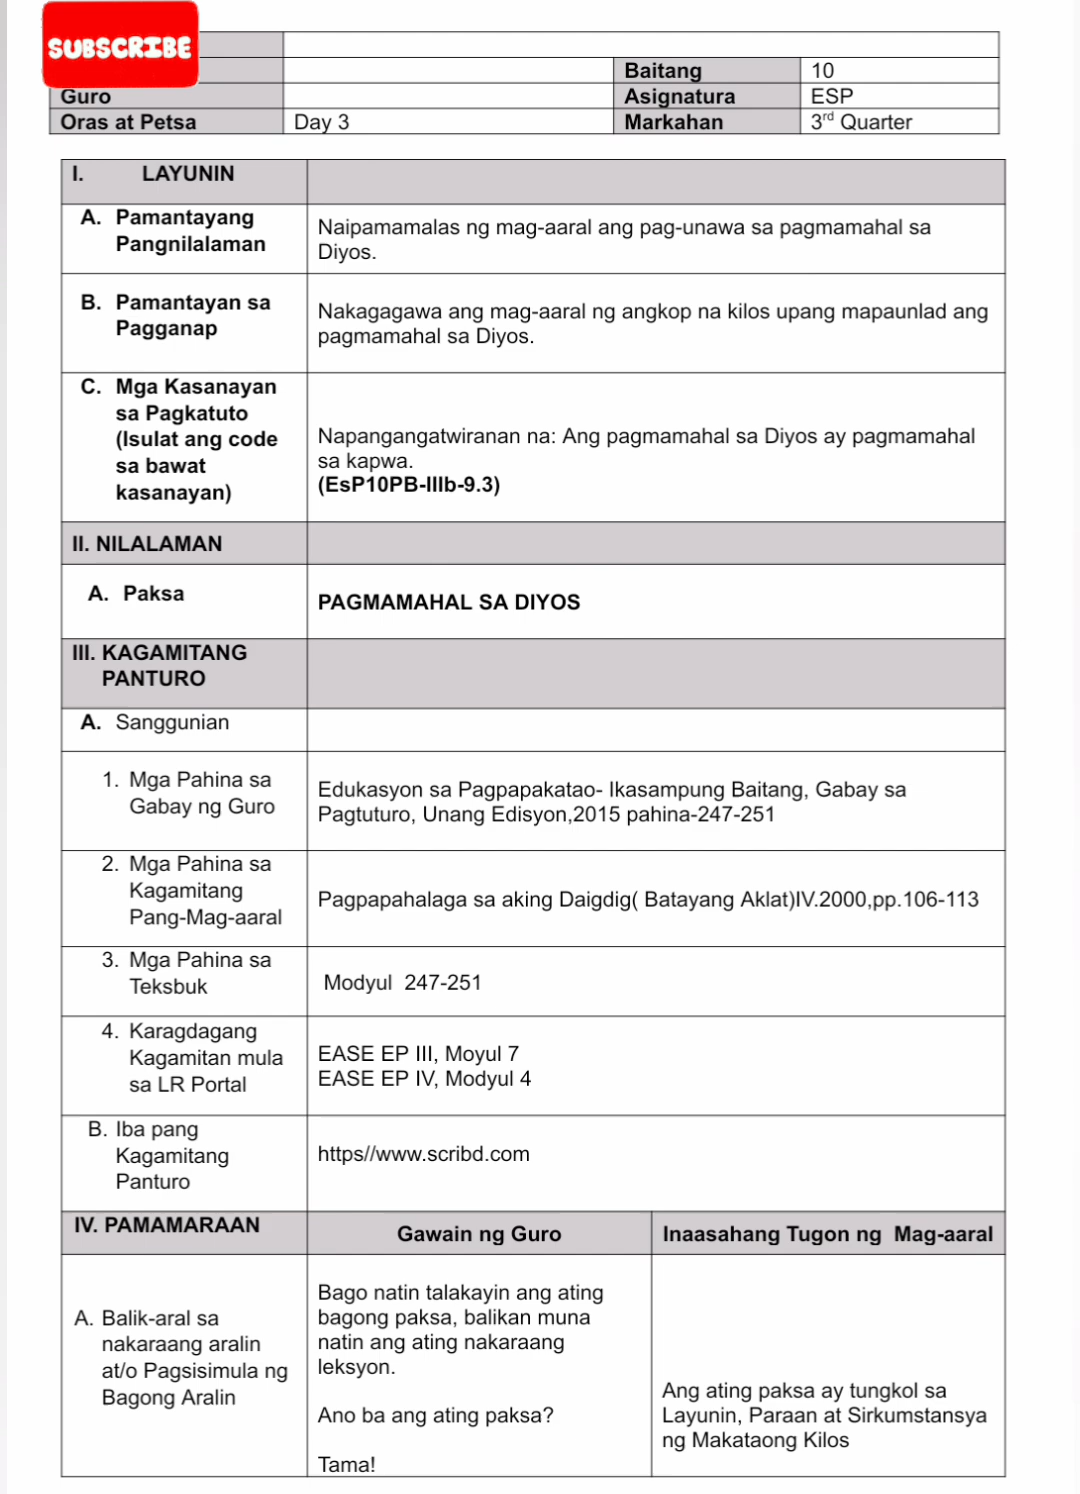 SUBSCRIBE
Baitang 10
Guro Asignatura ESP
Oras at Petsa Day 3 Markahan 3rd Quarter
I. LAYUNIN
A. Pamantayang
Pangnilalaman
Naipamamalas ng mag-aaral ang pag-unawa sa pagmamahal sa
Diyos.
B. Pamantayan sa
Pagganap
Nakagagawa ang mag-aaral ng angkop na kilos upang mapaunlad ang
pagmamahal sa Diyos.
C. Mga Kasanayan
sa Pagkatuto
(Isulat ang code
sa bawat
kasanayan)
Napangangatwiranan na: Ang pagmamahal sa Diyos ay pagmamahal
sa kapwa.
(EsP10PB-IIIb-9.3)
II. NILALAMAN
A. Paksa
PAGMAMAHAL SA DIYOS
III. KAGAMITANG
PANTURO
A. Sanggunian
1. Mga Pahina sa
Gabay ng Guro
Edukasyon sa Pagpapakatao- Ikasampung Baitang, Gabay sa
Pagtuturo, Unang Edisyon,2015 pahina-247-251
2. Mga Pahina sa
Kagamitang
Pang-Mag-aaral
Pagpapahalaga sa aking Daigdig( Batayang Aklat)IV.2000,pp.106-113
3. Mga Pahina sa
Teksbuk
Modyul 247-251
4. Karagdagang
Kagamitan mula
sa LR Portal
EASE EP III, Moyul 7
EASE EP IV, Modyul 4
B. Iba pang
Kagamitang
Panturo
https//www.scribd.com
IV. PAMAMARAAN Gawain ng Guro Inaasahang Tugon ng Mag-aaral
A. Balik-aral sa
nakaraang aralin
at/o Pagsisimula ng
Bagong Aralin
Bago natin talakayin ang ating
bagong paksa, balikan muna
natin ang ating nakaraang
leksyon.
Ano ba ang ating paksa?
Tama!
Ang ating paksa ay tungkol sa
Layunin, Paraan at Sirkumstansya
ng Makataong Kilos